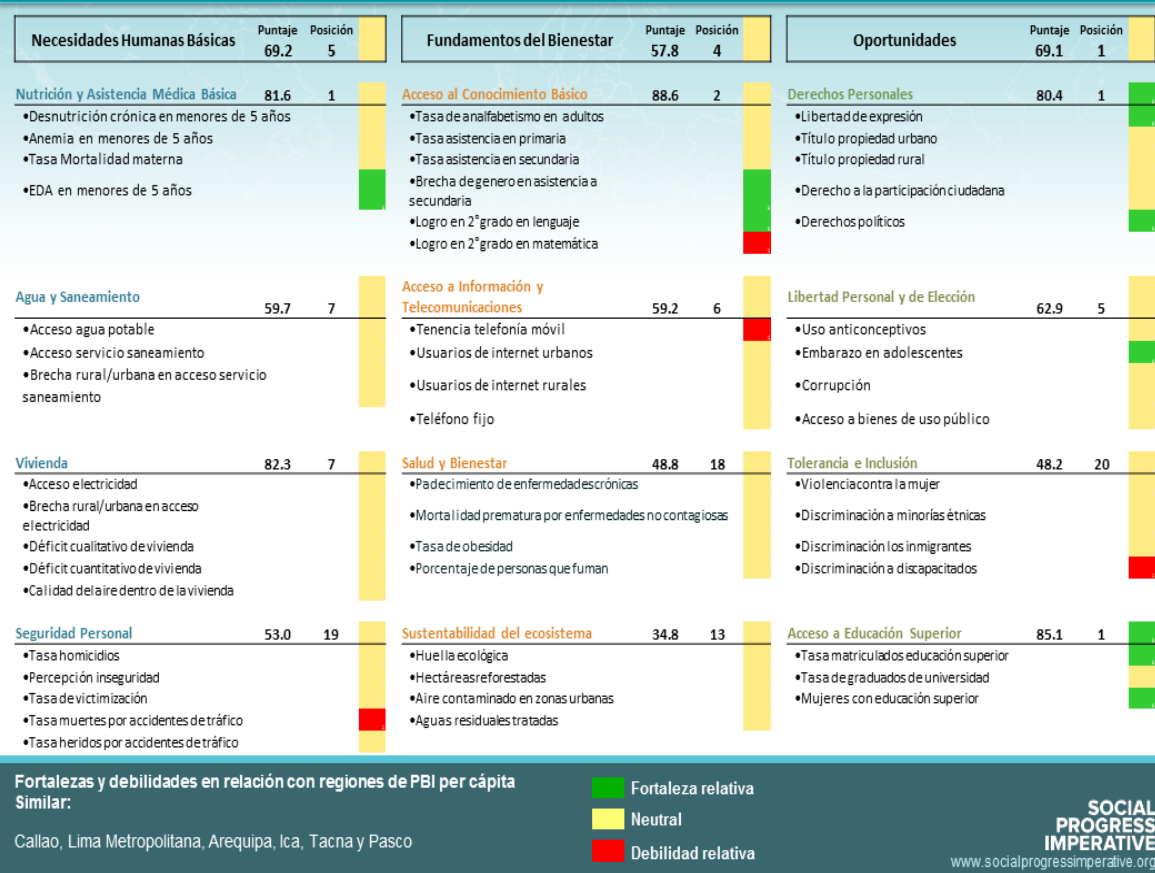 Necesidades Humanas Básicas Puntaje Posición
69.2 5
Nutrición y Asistencia Médica Básica 81.6 1
•Desnutrición crónica en menores de 5 años
•Anemia en menores de 5 años
•Tasa Mortalidad materna
•EDA en menores de 5 años
Agua y Saneamiento 59.7 7
•Acceso agua potable
•Acceso servicio saneamiento
•Brecha rural/urbana en acceso servicio
saneamiento
Vivienda 82.3 7
•Acceso electricidad
•Brecha rural/urbana en acceso
electricidad
•Déficit cualitativo de vivienda
•Déficit cuantitativo de vivienda
•Calidad del aire dentro de la vivienda
Seguridad Personal 53.0 19
•Tasa homicidios
•Percepción inseguridad
•Tasa de victimización
•Tasa muertes por accidentes de tráfico
•Tasa heridos por accidentes de tráfico
Fundamentos del Bienestar Puntaje Posición
57.8 4
Acceso al Conocimiento Básico 88.6 2
•Tasa de analfabetismo en adultos
•Tasa asistencia en primaria
•Tasa asistencia en secundaria
•Brecha de genero en asistencia a
secundaria
•Logro en 2°grado en lenguaje
•Logro en 2°grado en matemática
Acceso a Información y
Telecomunicaciones 59.2 6
•Tenencia telefonía móvil
•Usuarios de internet urbanos
•Usuarios de internet rurales
•Teléfono fijo
Salud y Bienestar 48.8 18
•Padecimiento de enfermedades crónicas
•Mortalidad prematura por enfermedades no contagiosas
•Tasa de obesidad
•Porcentaje de personas que fuman
Sustentabilidad del ecosistema 34.8 13
•Huella ecológica
•Hectáreas reforestadas
•Aire contaminado en zonas urbanas
•Aguas residuales tratadas
Oportunidades Puntaje Posición
69.1 1
Derechos Personales 80.4 1
•Libertad de expresión
•Título propiedad urbano
•Título propiedad rural
•Derecho a la participación ciudadana
•Derechos políticos
Libertad Personal y de Elección 62.9 5
•Uso anticonceptivos
•Embarazo en adolescentes
•Corrupción
•Acceso a bienes de uso público
Tolerancia e Inclusión 48.2 20
•Violencia contra la mujer
•Discriminación a minorías étnicas
•Discriminación los inmigrantes
•Discriminación a discapacitados
Acceso a Educación Superior 85.1 1
•Tasa matriculados educación superior
•Tasa de graduados de universidad
•Mujeres con educación superior
Fortalezas y debilidades en relación con regiones de PBI per cápita
Similar:
Callao, Lima Metropolitana, Arequipa, Ica, Tacna y Pasco
Fortaleza relativa
Neutral
Debilidad relativa
SOCIAL
PROGRESS
IMPERATIVE
www.socialprogressimperative.org